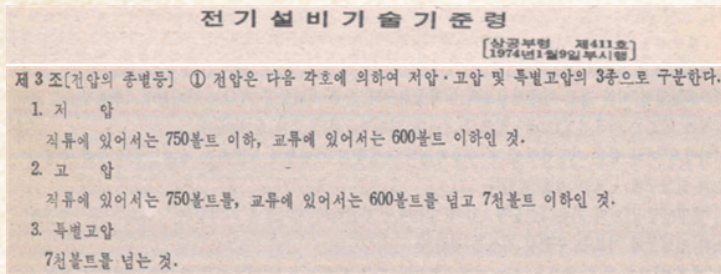 전기설비기술기준령
[상공부령 제411호
1974년1월9일부시행]
제3조[전압의 종별등] ① 전압은 다음 각호에 의하여 저압·고압 및 특별고압의 3종으로 구분한다.
1. 저 압
직류에 있어서는 750볼트 이하, 교류에 있어서는 600볼트 이하인 것.
2. 고 압
직류에 있어서는 750볼트를, 교류에 있어서는 600볼트를 넘고 7천볼트 이하인 것.
3. 특별고압
7천볼트를 넘는 것.